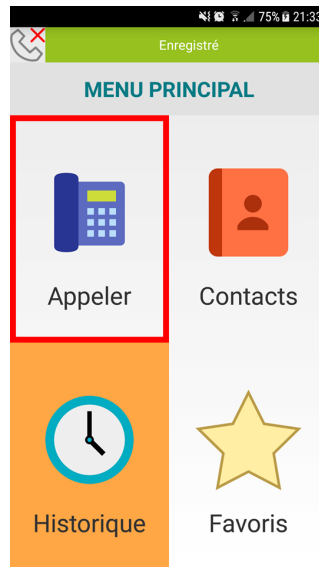 75% 21:33
Enregistré
MENU PRINCIPAL
Appeler
Contacts
Historique
Favoris